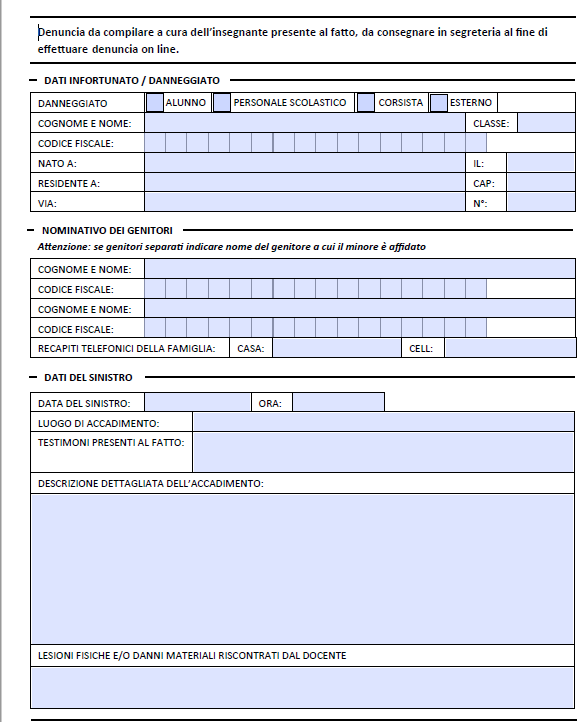 Denuncia da compilare a cura dell'insegnante presente al fatto, da consegnare in segreteria al fine di
effettuare denuncia on line.
DATI INFORTUNATO / DANNEGGIATO
DANNEGGIATO ALUNNO PERSONALE SCOLASTICO CORSISTA ESTERNO
COGNOME E NOME: CLASSE:
CODICE FISCALE:
NATO A: IL:
RESIDENTE A: CAP:
VIA: N°:
NOMINATIVO DEI GENITORI
Attenzione: se genitori separati indicare nome del genitore a cui il minore è affidato
COGNOME E NOME:
CODICE FISCALE:
COGNOME E NOME:
CODICE FISCALE:
RECAPITI TELEFONICI DELLA FAMIGLIA: CASA: CELL:
DATI DEL SINISTRO
DATA DEL SINISTRO: ORA:
LUOGO DI ACCADIMENTO:
TESTIMONI PRESENTI AL FATTO:
DESCRIZIONE DETTAGLIATA DELL'ACCADIMENTO:
LESIONI FISICHE E/O DANNI MATERIALI RISCONTRATI DAL DOCENTE